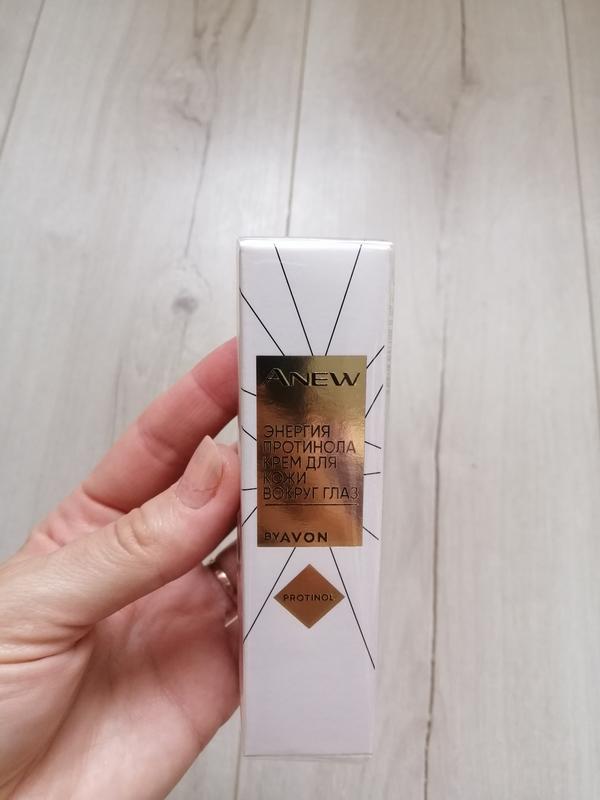 ANEW
ЭНЕРГИЯ
ПРОТИНОЛА
КРЕМ ДЛЯ
КОЖИ
ВОКРУГ ГЛАЗ
BY AVON
PROTINOL